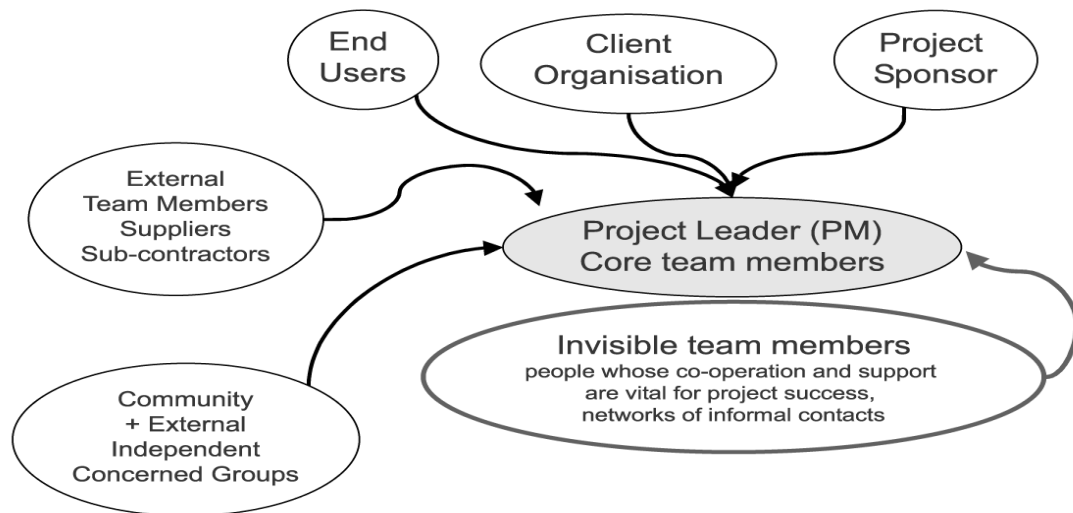 End
Users
Client
Organisation
Project
Sponsor
External
Team Members
Suppliers
Sub-contractors
Project Leader (PM)
Core team members
Invisible team members
people whose co-operation and support
are vital for project success,
networks of informal contacts
Community
+ External
Independent
Concerned Groups